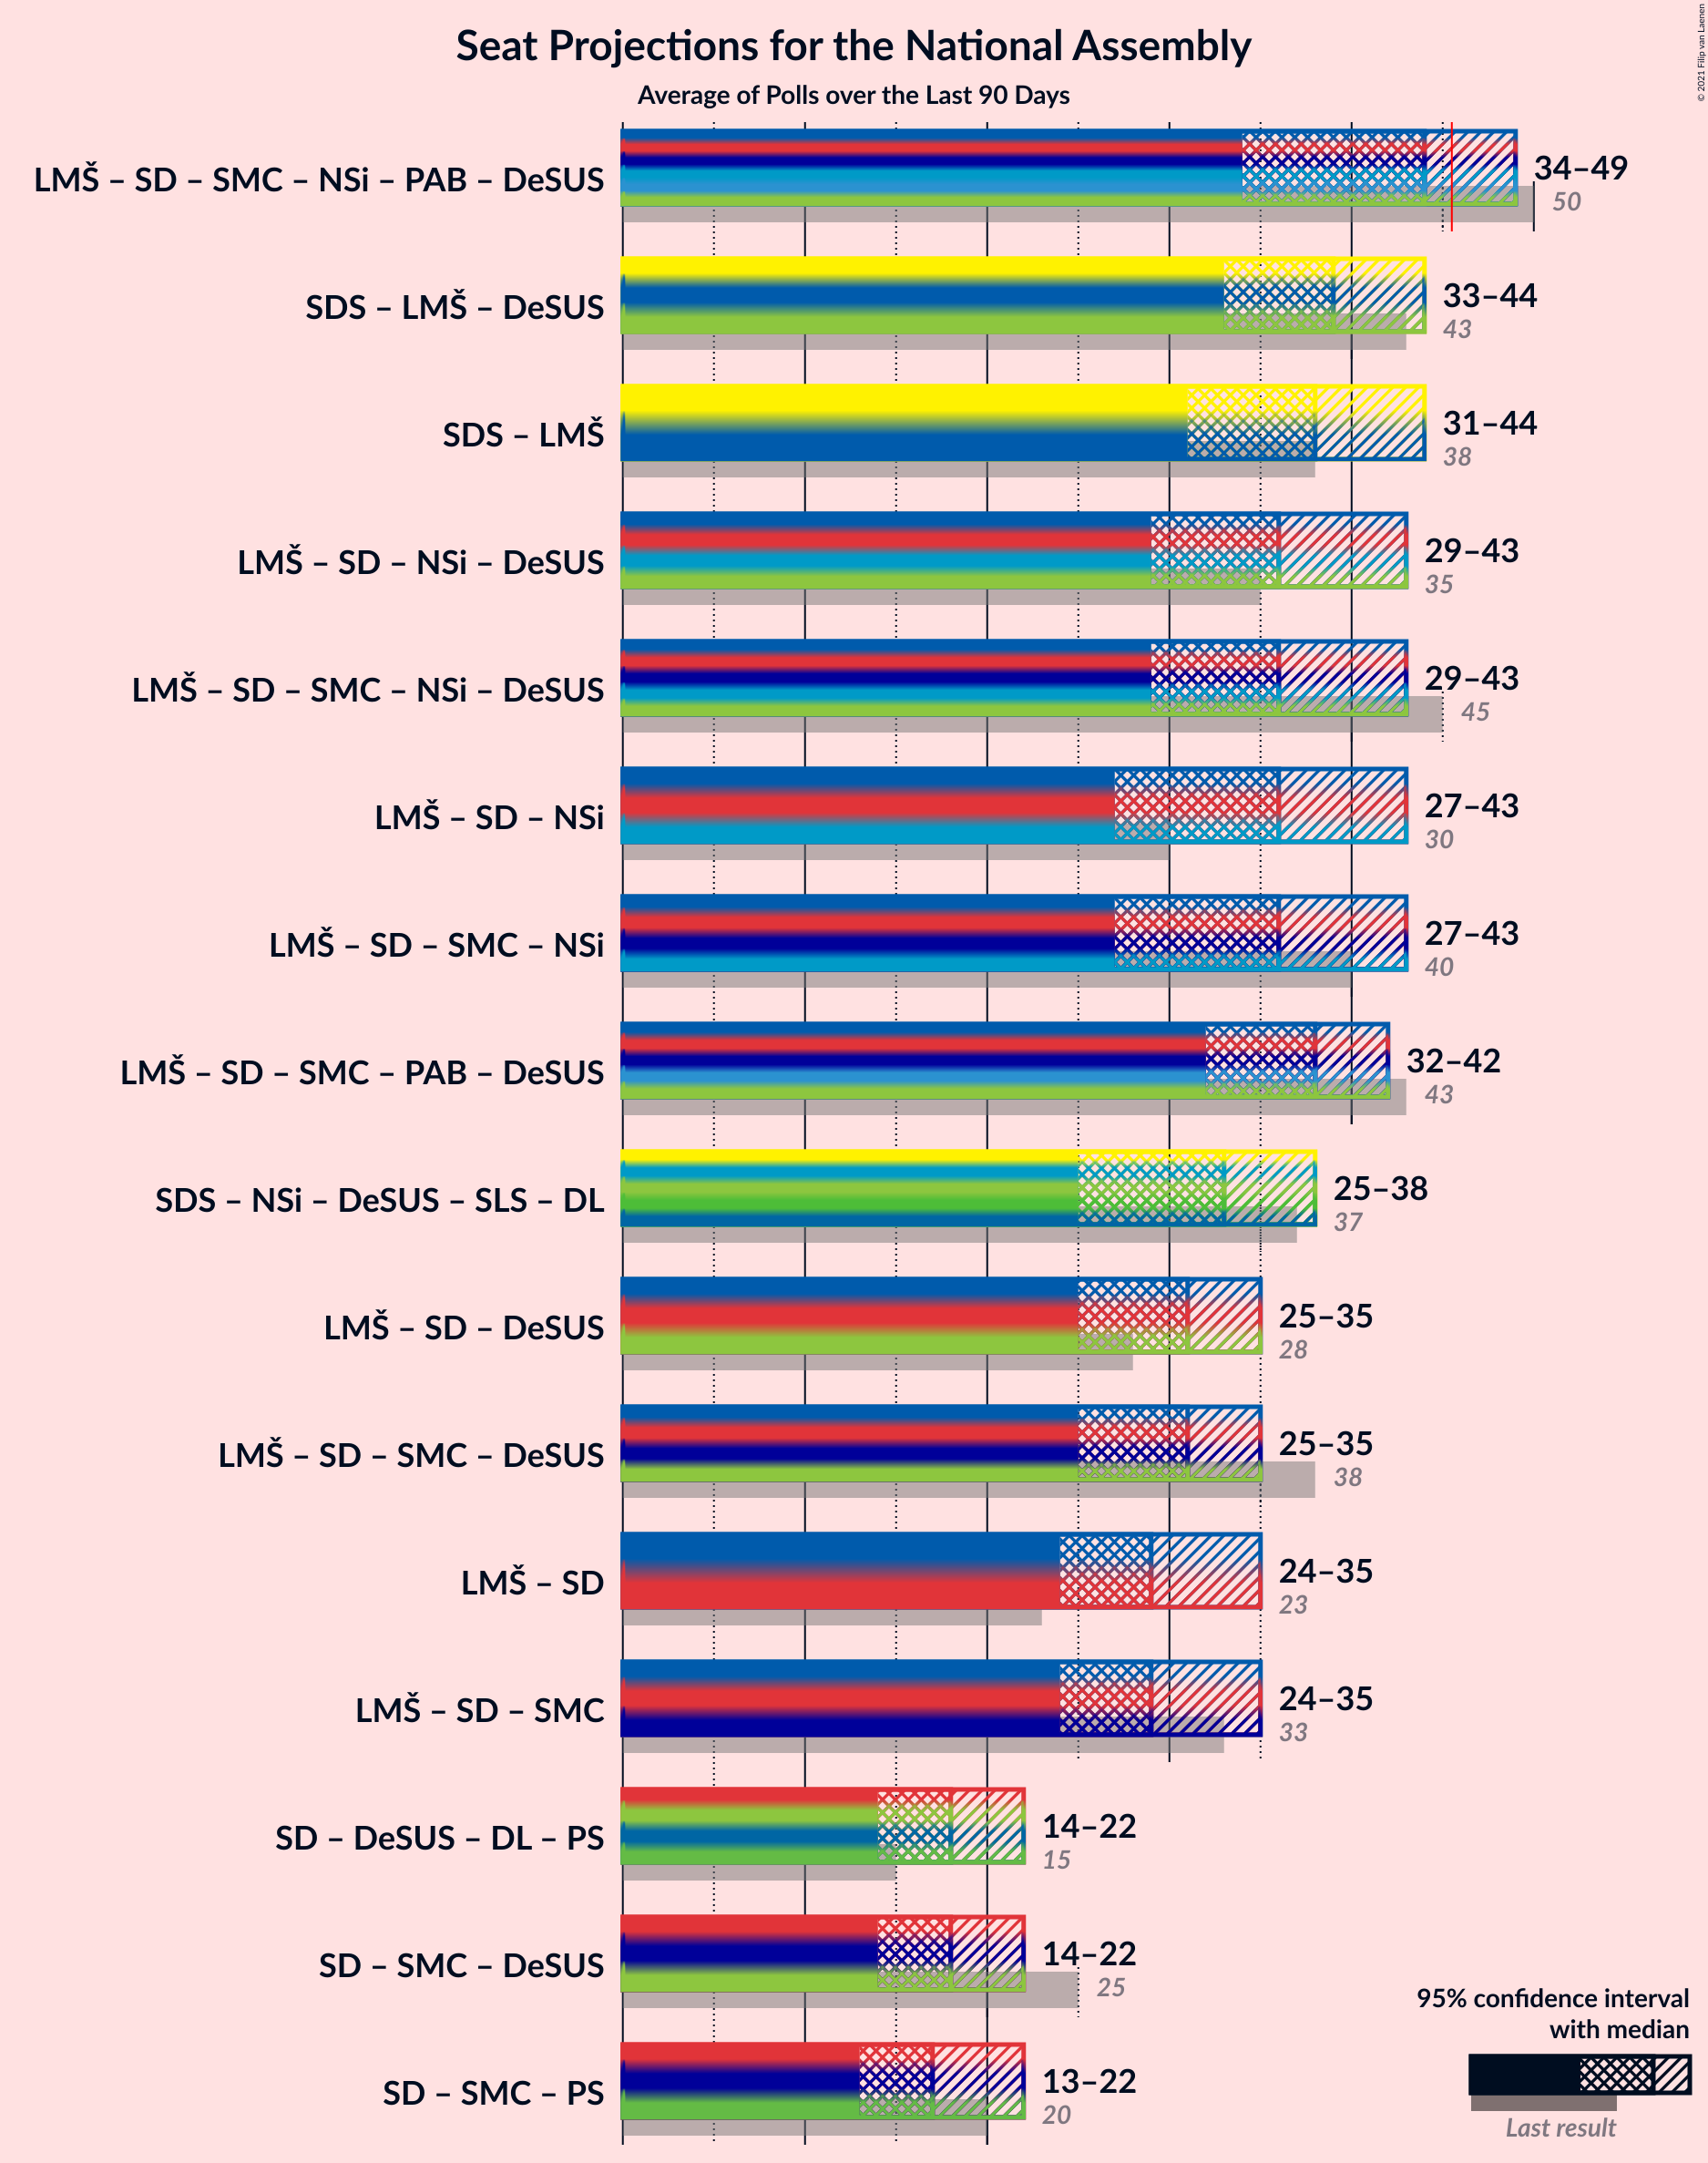 Seat Projections for the National Assembly
Average of Polls over the Last 90 Days
© 2021 Filip van Laenen
LMŠ – SD – SMC – NSi – PAB – DeSUS
34–49
50
SDS – LMŠ – DeSUS
33–44
43
SDS – LMŠ
31–44
38
LMŠ – SD – NSi – DeSUS
29–43
35
LMŠ – SD – SMC – NSi – DeSUS
29–43
45
LMŠ – SD – NSi
27–43
30
LMŠ – SD – SMC – NSi
27–43
40
LMŠ – SD – SMC – PAB – DeSUS
32–42
43
SDS – NSi – DeSUS – SLS – DL
25–38
37
LMŠ – SD – DeSUS
25–35
28
LMŠ – SD – SMC – DeSUS
25–35
38
LMŠ – SD
24–35
23
LMŠ – SD – SMC
24–35
33
SD – DeSUS – DL – PS
14–22
15
SD – SMC – DeSUS
14–22
25
SD – SMC – PS
13–22
20
95% confidence interval
with median
Last result